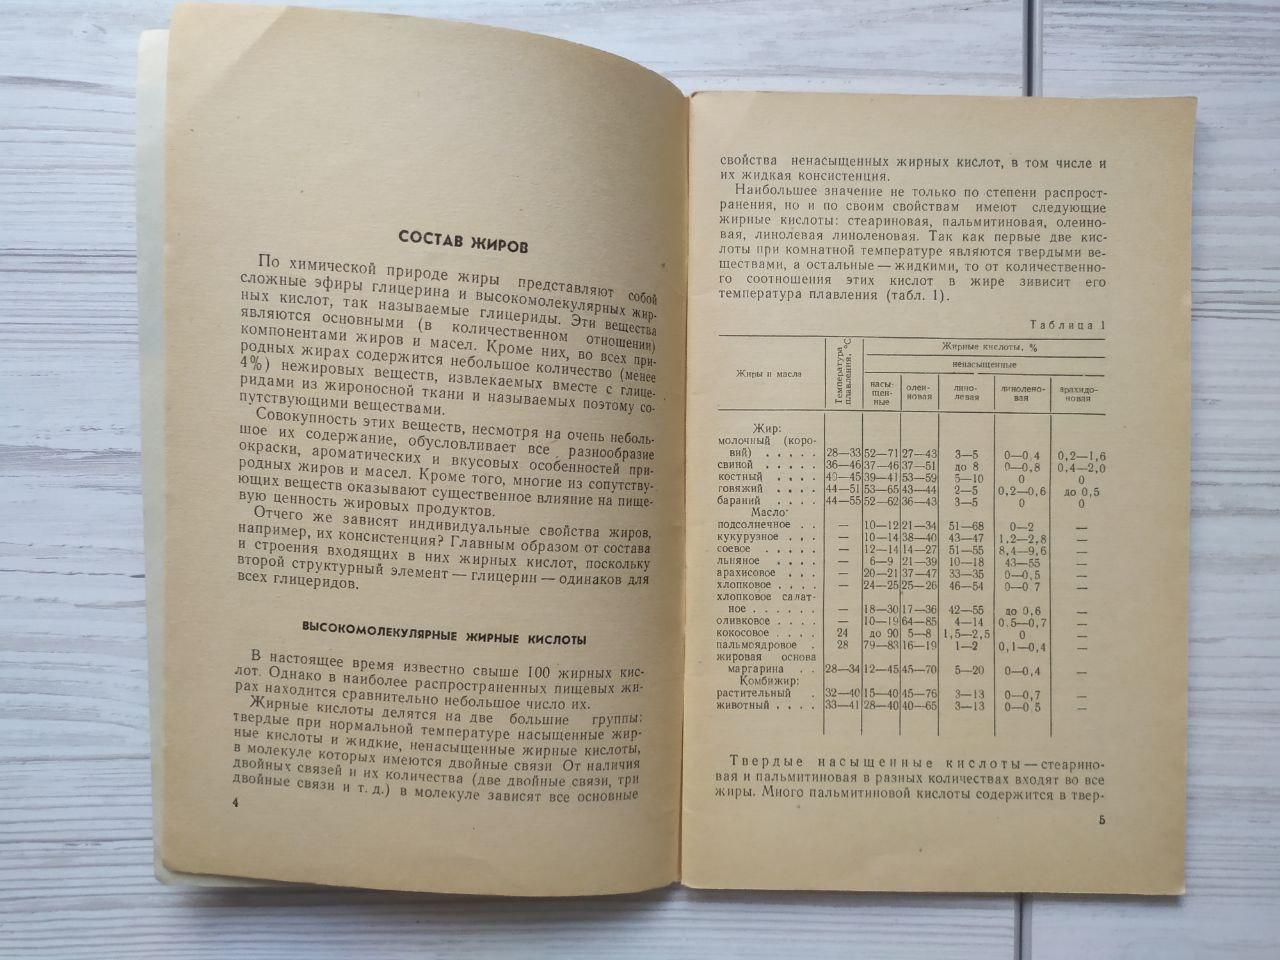 СОСТАВ ЖИРОВ
По химической природе жиры представляют собой
сложные эфиры глицерина и высокомолекулярных жир-
ных кислот, так называемые глицериды. Эти вещества
являются основными (в количественном отношении)
компонентами жиров и масел. Кроме них, во всех при-
родных жирах содержится небольшое количество (менее
4%) нежировых веществ, извлекаемых вместе с глице-
ридами из жироносной ткани и называемых поэтому со-
путствующими веществами.
Совокупность этих веществ, несмотря на очень неболь-
шое их содержание, обусловливает все разнообразие
окраски, ароматических и вкусовых особенностей при-
родных жиров и масел. Кроме того, многие из сопутству-
ющих веществ оказывают существенное влияние на пище-
вую ценность жировых продуктов.
Отчего же зависят индивидуальные свойства жиров,
например, их консистенция? Главным образом от состава
и строения входящих в них жирных кислот, поскольку
второй структурный элемент — глицерин — одинаков для
всех глицеридов.
ВЫСОКОМОЛЕКУЛЯРНЫЕ ЖИРНЫЕ КИСЛОТЫ
В настоящее время известно свыше 100 жирных кис-
лот. Однако в наиболее распространенных пищевых жи-
рах находится сравнительно небольшое число их.
Жирные кислоты делятся на две большие группы:
твердые при нормальной температуре насыщенные жир-
ные кислоты и жидкие, ненасыщенные жирные кислоты,
в молекуле которых имеются двойные связи От наличия
двойных связей и их количества (две двойные связи, три
двойные связи и т. д.) в молекуле зависят все основные
4
свойства ненасыщенных жирных кислот, в том числе и
их жидкая консистенция.
Наибольшее значение не только по степени распрост-
ранения, но и по своим свойствам имеют следующие
жирные кислоты: стеариновая, пальмитиновая, олеино-
вая, линолевая линоленовая. Так как первые две кис-
лоты при комнатной температуре являются твердыми ве-
ществами, а остальные — жидкими, то от количественно-
го соотношения этих кислот в жире зивисит его
температура плавления (табл. 1).
Таблица 1
Жиры и масла
Температура плавления, °С
Жирные кислоты, %
ненасыщенные
насы-
щен-
ные
олеи-
новая
лино-
левая
линолено-
вая
арахидо-
новая
Жир:
молочный (коро-
вий) . . . . . 28—33 52—71 27—43 3—5 0—0,4 0,2—1,6
свиной . . . . . 36—46 37—46 37—51 до 8 0—0,8 0,4—2,0
костный . . . . 40—45 39—41 53—59 5—10 0 0
говяжий . . . . 44—51 53—65 43—44 2—5 0,2—0,6 до 0,5
бараний . . . . 44—55 52—62 36—43 3—5 0 0
Масло:
подсолнечное . . — 10—12 21—34 51—68 0—2 —
кукурузное . . . — 10—14 38—40 43—47 1,2—2,8 —
соевое . . . . . — 12—14 14—27 51—55 8,4—9,6 —
льняное . . . . — 6—9 21—39 10—18 43—55 —
арахисовое . . . — 20—21 37—47 33—35 0—0,5 —
хлопковое . . . . — 24—25 25—26 46—54 0—0 7 —
хлопковое салат-
ное . . . . . . — 18—30 17—36 42—55 до 0,6 —
оливковое . . . . — 10—19 64—85 4—14 0.5—0,7 —
кокосовое . . . . 24 до 90 5—8 1,5—2,5 0 —
пальмоядровое . 28 79—83 16—19 1—2 0,1—0,4 —
жировая основа
маргарина . . 28—34 12—45 45—70 5—20 0—0,4 —
Комбижир:
растительный . 32—40 15—40 45—76 3—13 0—0,7 —
животный . . . . 33—41 28—40 40—65 3—13 0—0 5 —
Твердые насыщенные кислоты — стеарино-
вая и пальмитиновая в разных количествах входят во все
жиры. Много пальмитиновой кислоты содержится в твер-
5